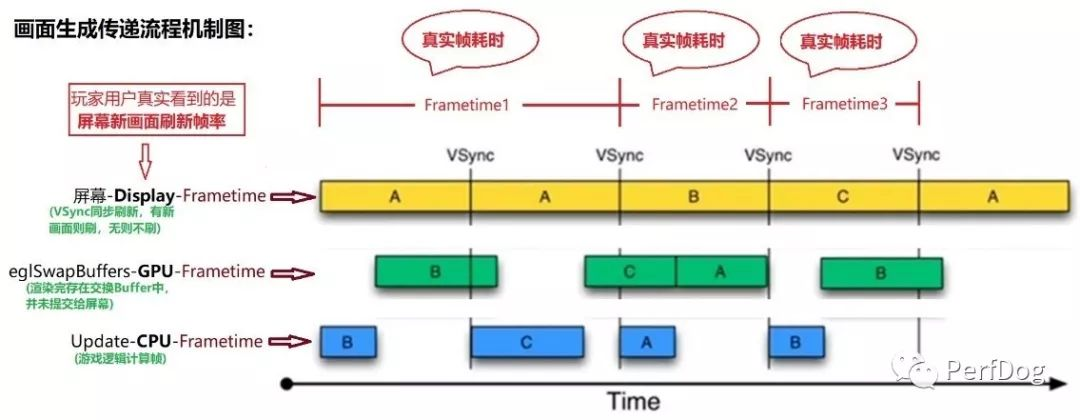 画面生成传递流程机制图：
真实帧耗时
真实帧耗时
真实帧耗时
Frametime1
Frametime2
Frametime3
玩家用户真实看到的是
屏幕新画面刷新帧率
VSync
VSync
VSync
VSync
屏幕-Display-Frametime
(VSync同步刷新，有新
画面则刷，无则不刷)
A
A
B
C
A
eglSwapBuffers-GPU-Frametime
(渲染完存在交换Buffer中，
并未提交给屏幕)
B
C
A
B
Update-CPU-Frametime
(游戏逻辑计算帧)
B
C
A
B
PerfDog
Time